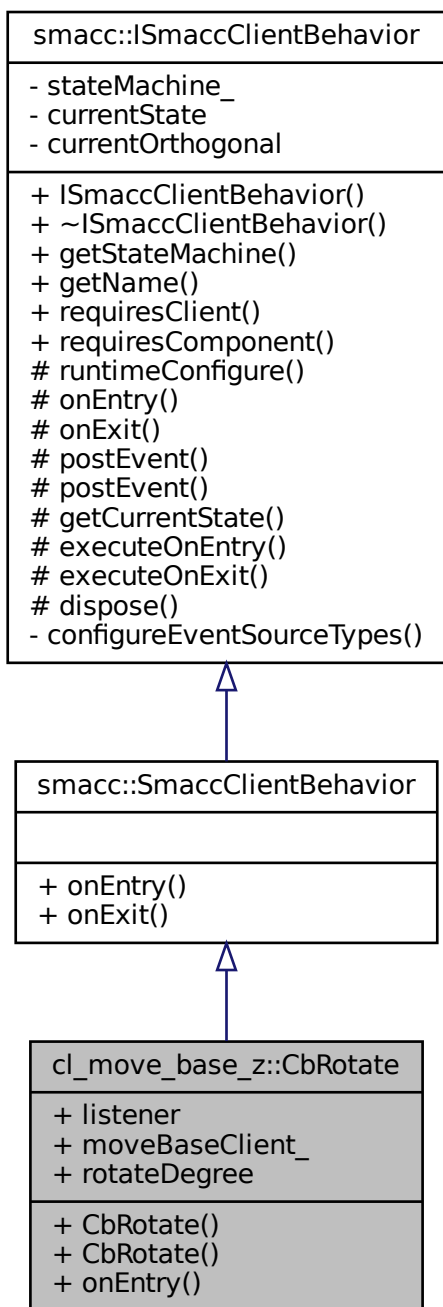 smacc::ISmaccClientBehavior
- stateMachine_
- currentState
- currentOrthogonal
+ ISmaccClientBehavior()
+ ~ISmaccClientBehavior()
+ getStateMachine()
+ getName()
+ requiresClient()
+ requiresComponent()
# runtimeConfigure()
# onEntry()
# onExit()
# postEvent()
# postEvent()
# getCurrentState()
# executeOnEntry()
# executeOnExit()
# dispose()
- configureEventSourceTypes()
smacc::SmaccClientBehavior
+ onEntry()
+ onExit()
cl_move_base_z::CbRotate
+ listener
+ moveBaseClient_
+ rotateDegree
+ CbRotate()
+ CbRotate()
+ onEntry()